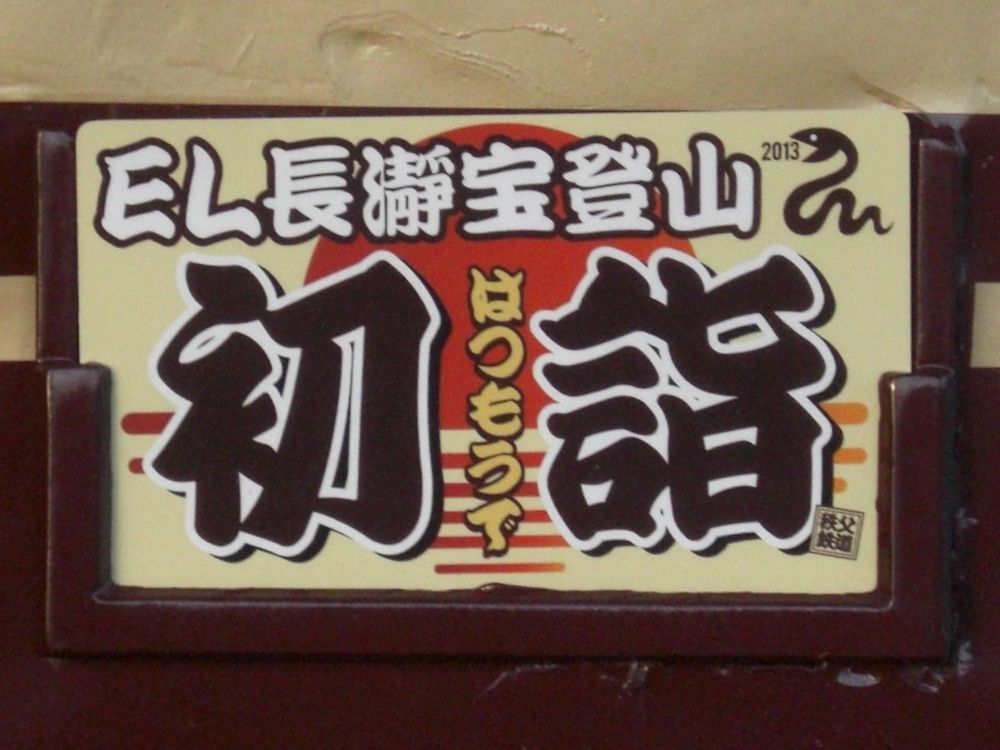 EL長瀞宝登山
2013
初詣
はつもうで
秩父
鉄道